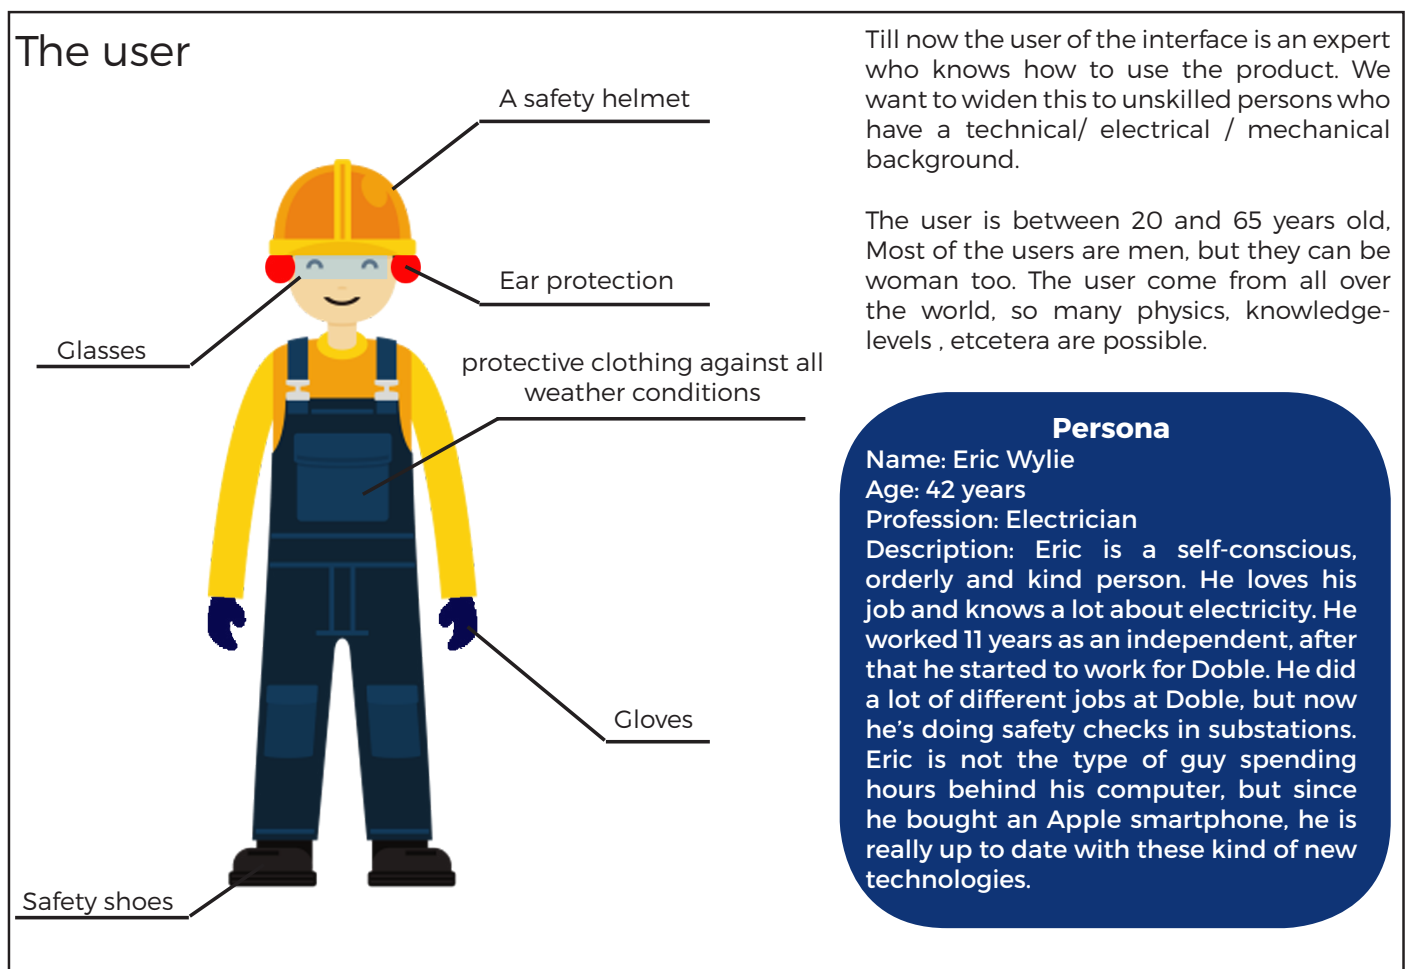 The user
A safety helmet
Ear protection
Glasses
protective clothing against all
weather conditions
Gloves
Safety shoes
Till now the user of the interface is an expert
who knows how to use the product. We
want to widen this to unskilled persons who
have a technical/ electrical / mechanical
background.
The user is between 20 and 65 years old,
Most of the users are men, but they can be
woman too. The user come from all over
the world, so many physics, knowledge-
levels , etcetera are possible.
Persona
Name: Eric Wylie
Age: 42 years
Profession: Electrician
Description: Eric is a self-conscious,
orderly and kind person. He loves his
job and knows a lot about electricity. He
worked 11 years as an independent, after
that he started to work for Doble. He did
a lot of different jobs at Doble, but now
he’s doing safety checks in substations.
Eric is not the type of guy spending
hours behind his computer, but since
he bought an Apple smartphone, he is
really up to date with these kind of new
technologies.